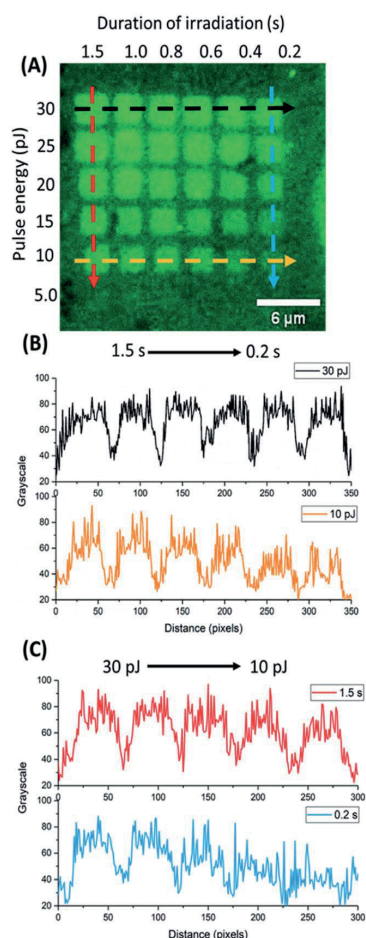 Duration of irradiation (s)
1.5 1.0 0.8 0.6 0.4 0.2
(A)
Pulse energy (pJ)
30
25
20
15
10
5.0
6 µm
(B)
1.5 s 0.2 s
30 pJ
100
80
60
40
20
0 50 100 150 200 250 300 350
Grayscale
10 pJ
100
80
60
40
20
0 50 100 150 200 250 300 350
Distance (pixels)
(C)
30 pJ 10 pJ
1.5 s
100
80
60
40
20
0 50 100 150 200 250 300
Grayscale
0.2 s
100
80
60
40
20
0 50 100 150 200 250 300
Distance (pixels)